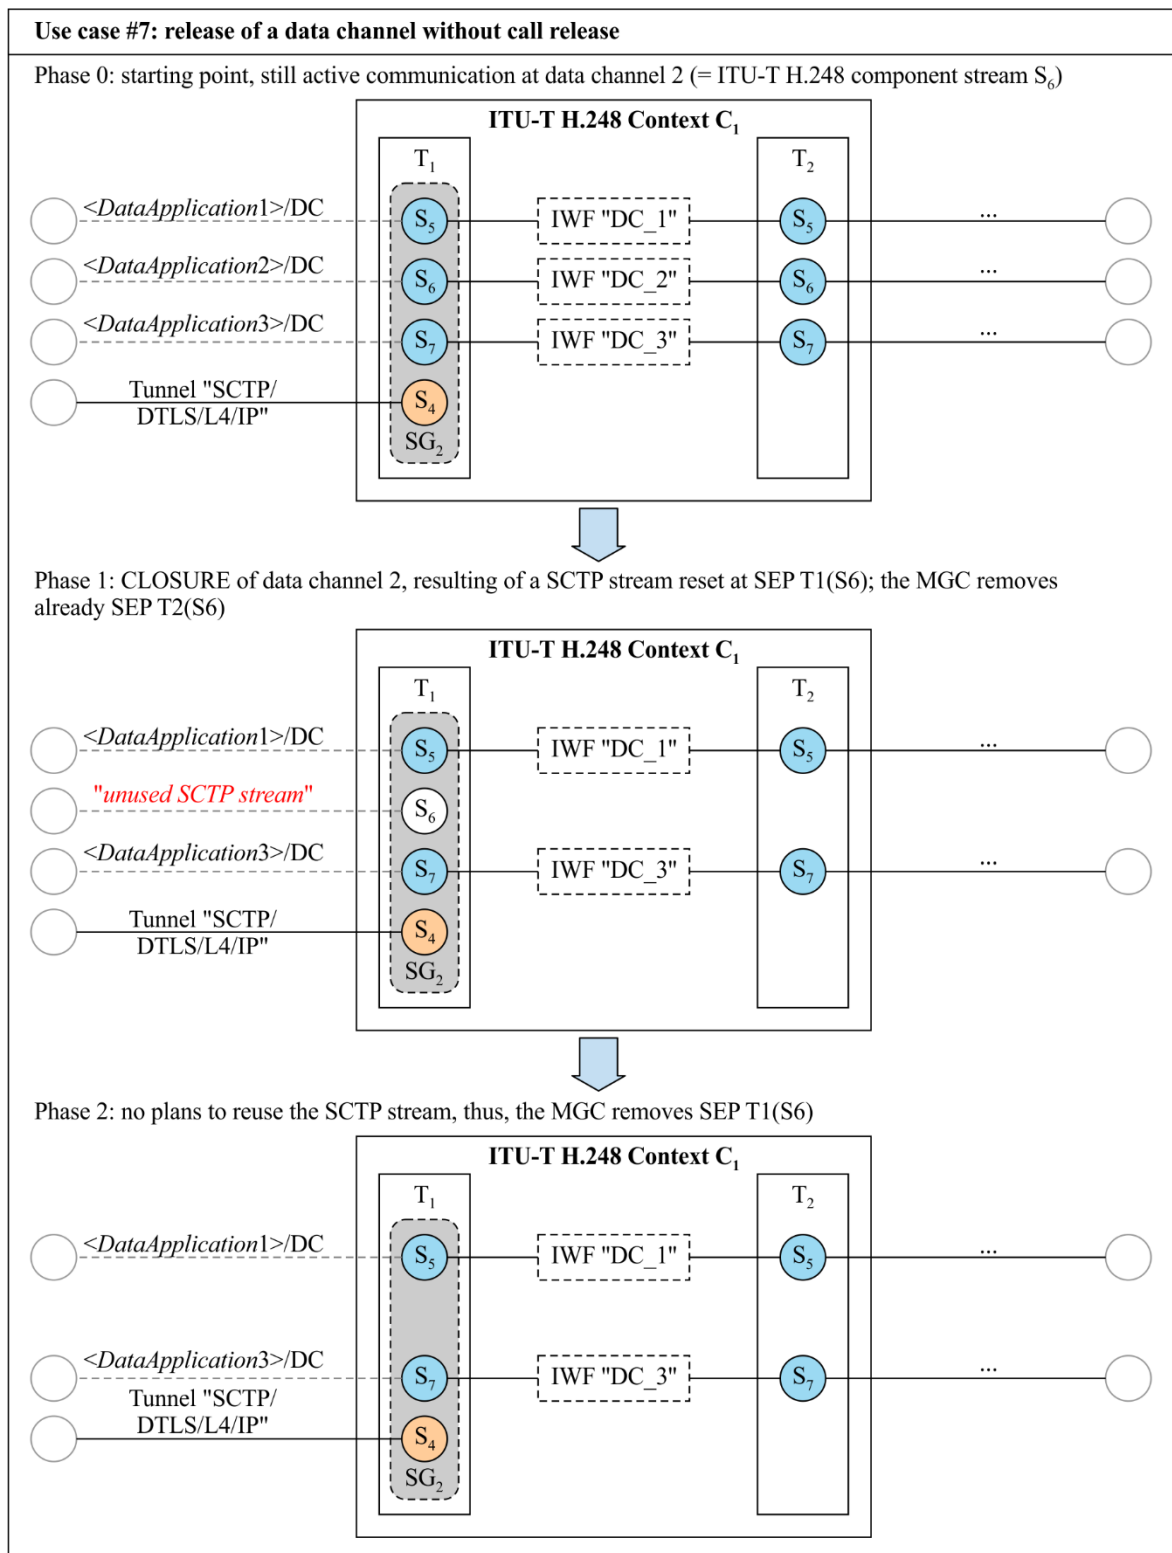 Use case #7: release of a data channel without call release
Phase 0: starting point, still active communication at data channel 2 (= ITU-T H.248 component stream S₆)
ITU-T H.248 Context C₁
T₁
T₂
<DataApplication1>/DC
S₅
IWF "DC_1"
S₅
...
<DataApplication2>/DC
S₆
IWF "DC_2"
S₆
...
<DataApplication3>/DC
S₇
IWF "DC_3"
S₇
...
Tunnel "SCTP/
DTLS/L4/IP"
S₄
SG₂
Phase 1: CLOSURE of data channel 2, resulting of a SCTP stream reset at SEP T1(S6); the MGC removes
already SEP T2(S6)
ITU-T H.248 Context C₁
T₁
T₂
<DataApplication1>/DC
S₅
IWF "DC_1"
S₅
...
"unused SCTP stream"
S₆
<DataApplication3>/DC
S₇
IWF "DC_3"
S₇
...
Tunnel "SCTP/
DTLS/L4/IP"
S₄
SG₂
Phase 2: no plans to reuse the SCTP stream, thus, the MGC removes SEP T1(S6)
ITU-T H.248 Context C₁
T₁
T₂
<DataApplication1>/DC
S₅
IWF "DC_1"
S₅
...
<DataApplication3>/DC
S₇
IWF "DC_3"
S₇
...
Tunnel "SCTP/
DTLS/L4/IP"
S₄
SG₂